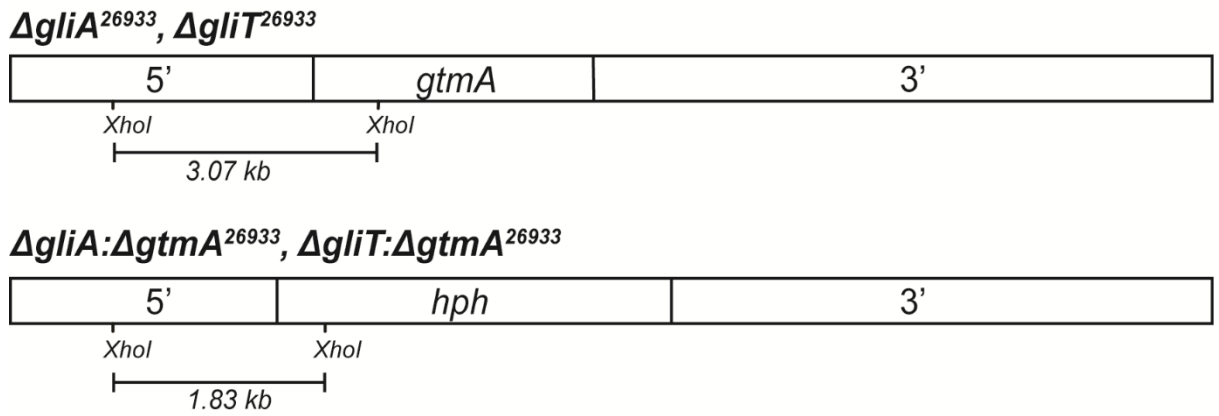 ΔgliA²⁶⁹³³, ΔgliT²⁶⁹³³
5’ gtmA 3’
XhoI XhoI
3.07 kb
ΔgliA:ΔgtmA²⁶⁹³³, ΔgliT:ΔgtmA²⁶⁹³³
5’ hph 3’
XhoI XhoI
1.83 kb